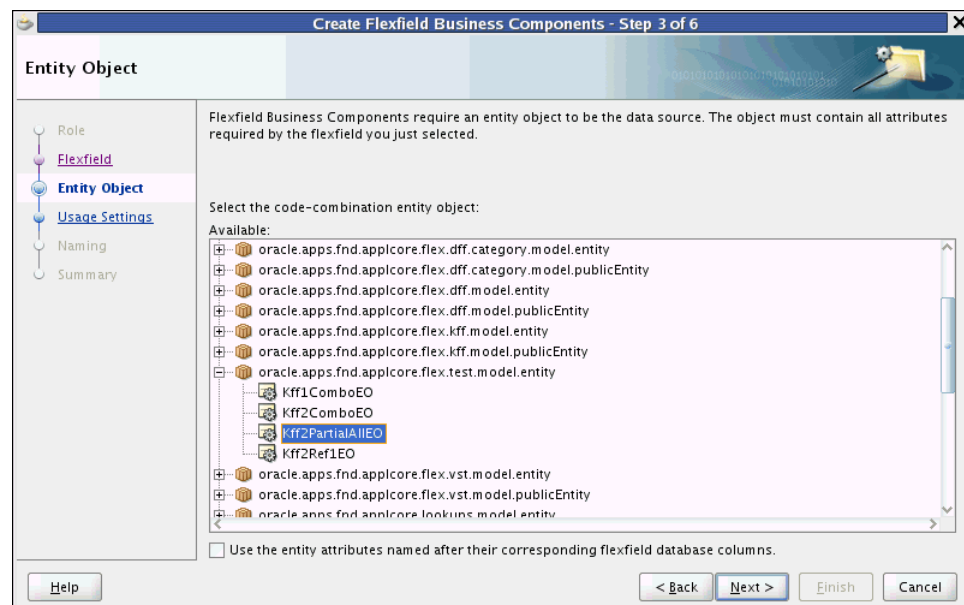 Create Flexfield Business Components - Step 3 of 6
Entity Object
Role
Flexfield
Entity Object
Usage Settings
Naming
Summary
Flexfield Business Components require an entity object to be the data source. The object must contain all attributes
required by the flexfield you just selected.
Select the code-combination entity object:
Available:
oracle.apps.fnd.applcore.flex.dff.category.model.entity
oracle.apps.fnd.applcore.flex.dff.category.model.publicEntity
oracle.apps.fnd.applcore.flex.dff.model.entity
oracle.apps.fnd.applcore.flex.dff.model.publicEntity
oracle.apps.fnd.applcore.flex.kff.model.entity
oracle.apps.fnd.applcore.flex.kff.model.publicEntity
oracle.apps.fnd.applcore.flex.test.model.entity
Kff1ComboEO
Kff2ComboEO
Kff2PartialAllEO
Kff2Ref1EO
oracle.apps.fnd.applcore.flex.vst.model.entity
oracle.apps.fnd.applcore.flex.vst.model.publicEntity
oracle.apps.fnd.applcore.lookups.model.entity
Use the entity attributes named after their corresponding flexfield database columns.
Help
< Back
Next >
Finish
Cancel